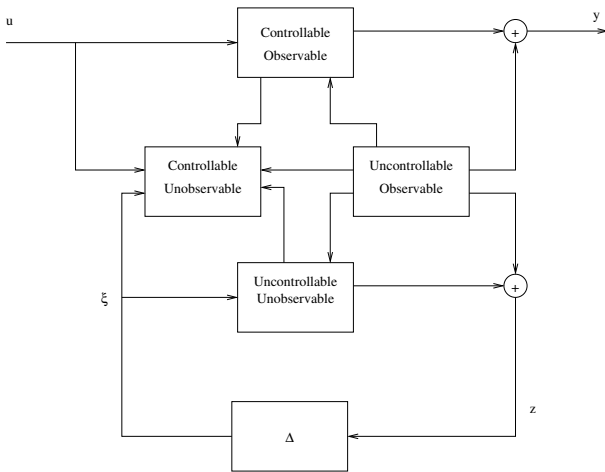 u
y
Controllable
Observable
+
Controllable
Unobservable
Uncontrollable
Observable
Uncontrollable
Unobservable
+
ξ
z
Δ